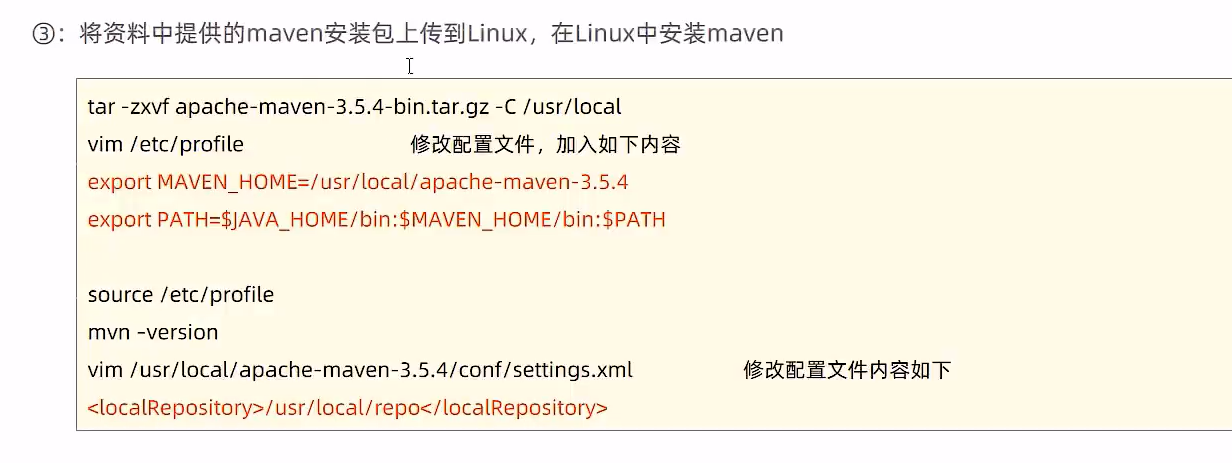 ③：将资料中提供的maven安装包上传到Linux，在Linux中安装maven
tar -zxvf apache-maven-3.5.4-bin.tar.gz -C /usr/local
vim /etc/profile 修改配置文件，加入如下内容
export MAVEN_HOME=/usr/local/apache-maven-3.5.4
export PATH=$JAVA_HOME/bin:$MAVEN_HOME/bin:$PATH
source /etc/profile
mvn –version
vim /usr/local/apache-maven-3.5.4/conf/settings.xml 修改配置文件内容如下
<localRepository>/usr/local/repo</localRepository>